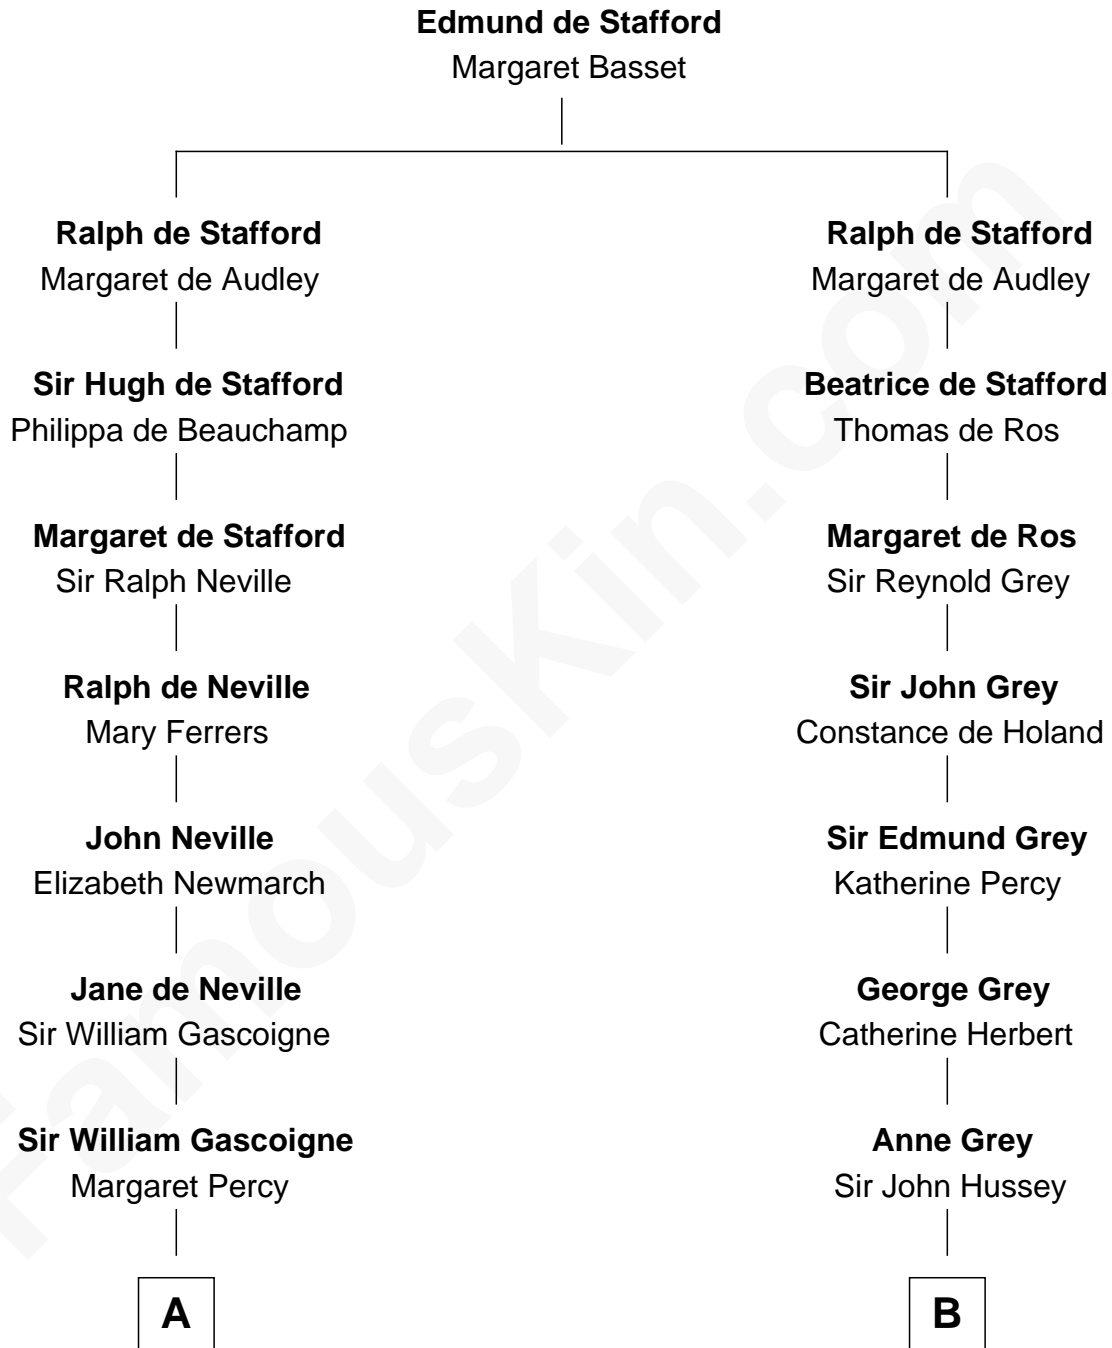 Edmund de Stafford
Margaret Basset
Ralph de Stafford
Margaret de Audley
Sir Hugh de Stafford
Philippa de Beauchamp
Margaret de Stafford
Sir Ralph Neville
Ralph de Neville
Mary Ferrers
John Neville
Elizabeth Newmarch
Jane de Neville
Sir William Gascoigne
Sir William Gascoigne
Margaret Percy
A
Ralph de Stafford
Margaret de Audley
Beatrice de Stafford
Thomas de Ros
Margaret de Ros
Sir Reynold Grey
Sir John Grey
Constance de Holand
Sir Edmund Grey
Katherine Percy
George Grey
Catherine Herbert
Anne Grey
Sir John Hussey
B
FamousKin.com